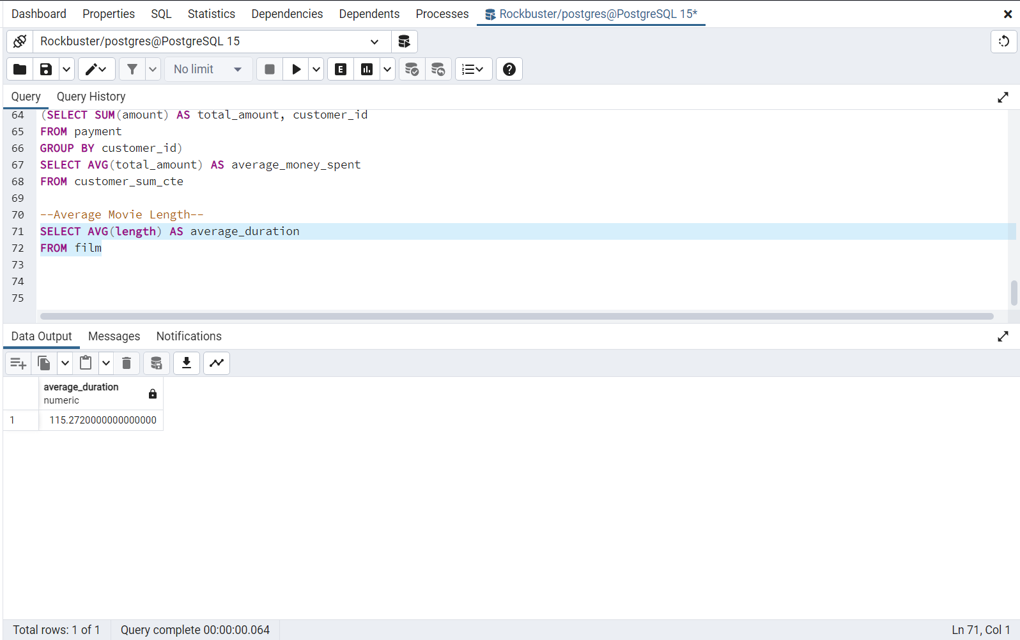 Dashboard Properties SQL Statistics Dependencies Dependents Processes Rockbuster/postgres@PostgreSQL 15*
Rockbuster/postgres@PostgreSQL 15
No limit E
Query Query History
64 (SELECT SUM(amount) AS total_amount, customer_id
65 FROM payment
66 GROUP BY customer_id)
67 SELECT AVG(total_amount) AS average_money_spent
68 FROM customer_sum_cte
69
70 --Average Movie Length--
71 SELECT AVG(length) AS average_duration
72 FROM film
73
74
75
Data Output Messages Notifications
average_duration
numeric
1 115.2720000000000000
Total rows: 1 of 1 Query complete 00:00:00.064 Ln 71, Col 1